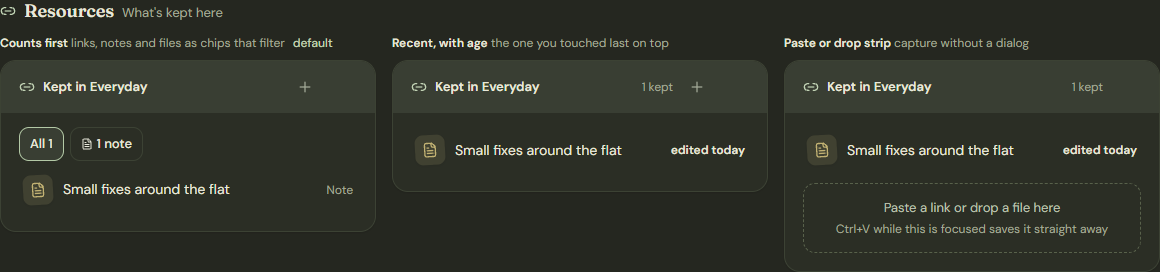 Resources What's kept here
Counts first links, notes and files as chips that filter default
Kept in Everyday
All 1 1 note
Small fixes around the flat Note
Recent, with age the one you touched last on top
Kept in Everyday 1 kept
Small fixes around the flat edited today
Paste or drop strip capture without a dialog
Kept in Everyday 1 kept
Small fixes around the flat edited today
Paste a link or drop a file here
Ctrl+V while this is focused saves it straight away